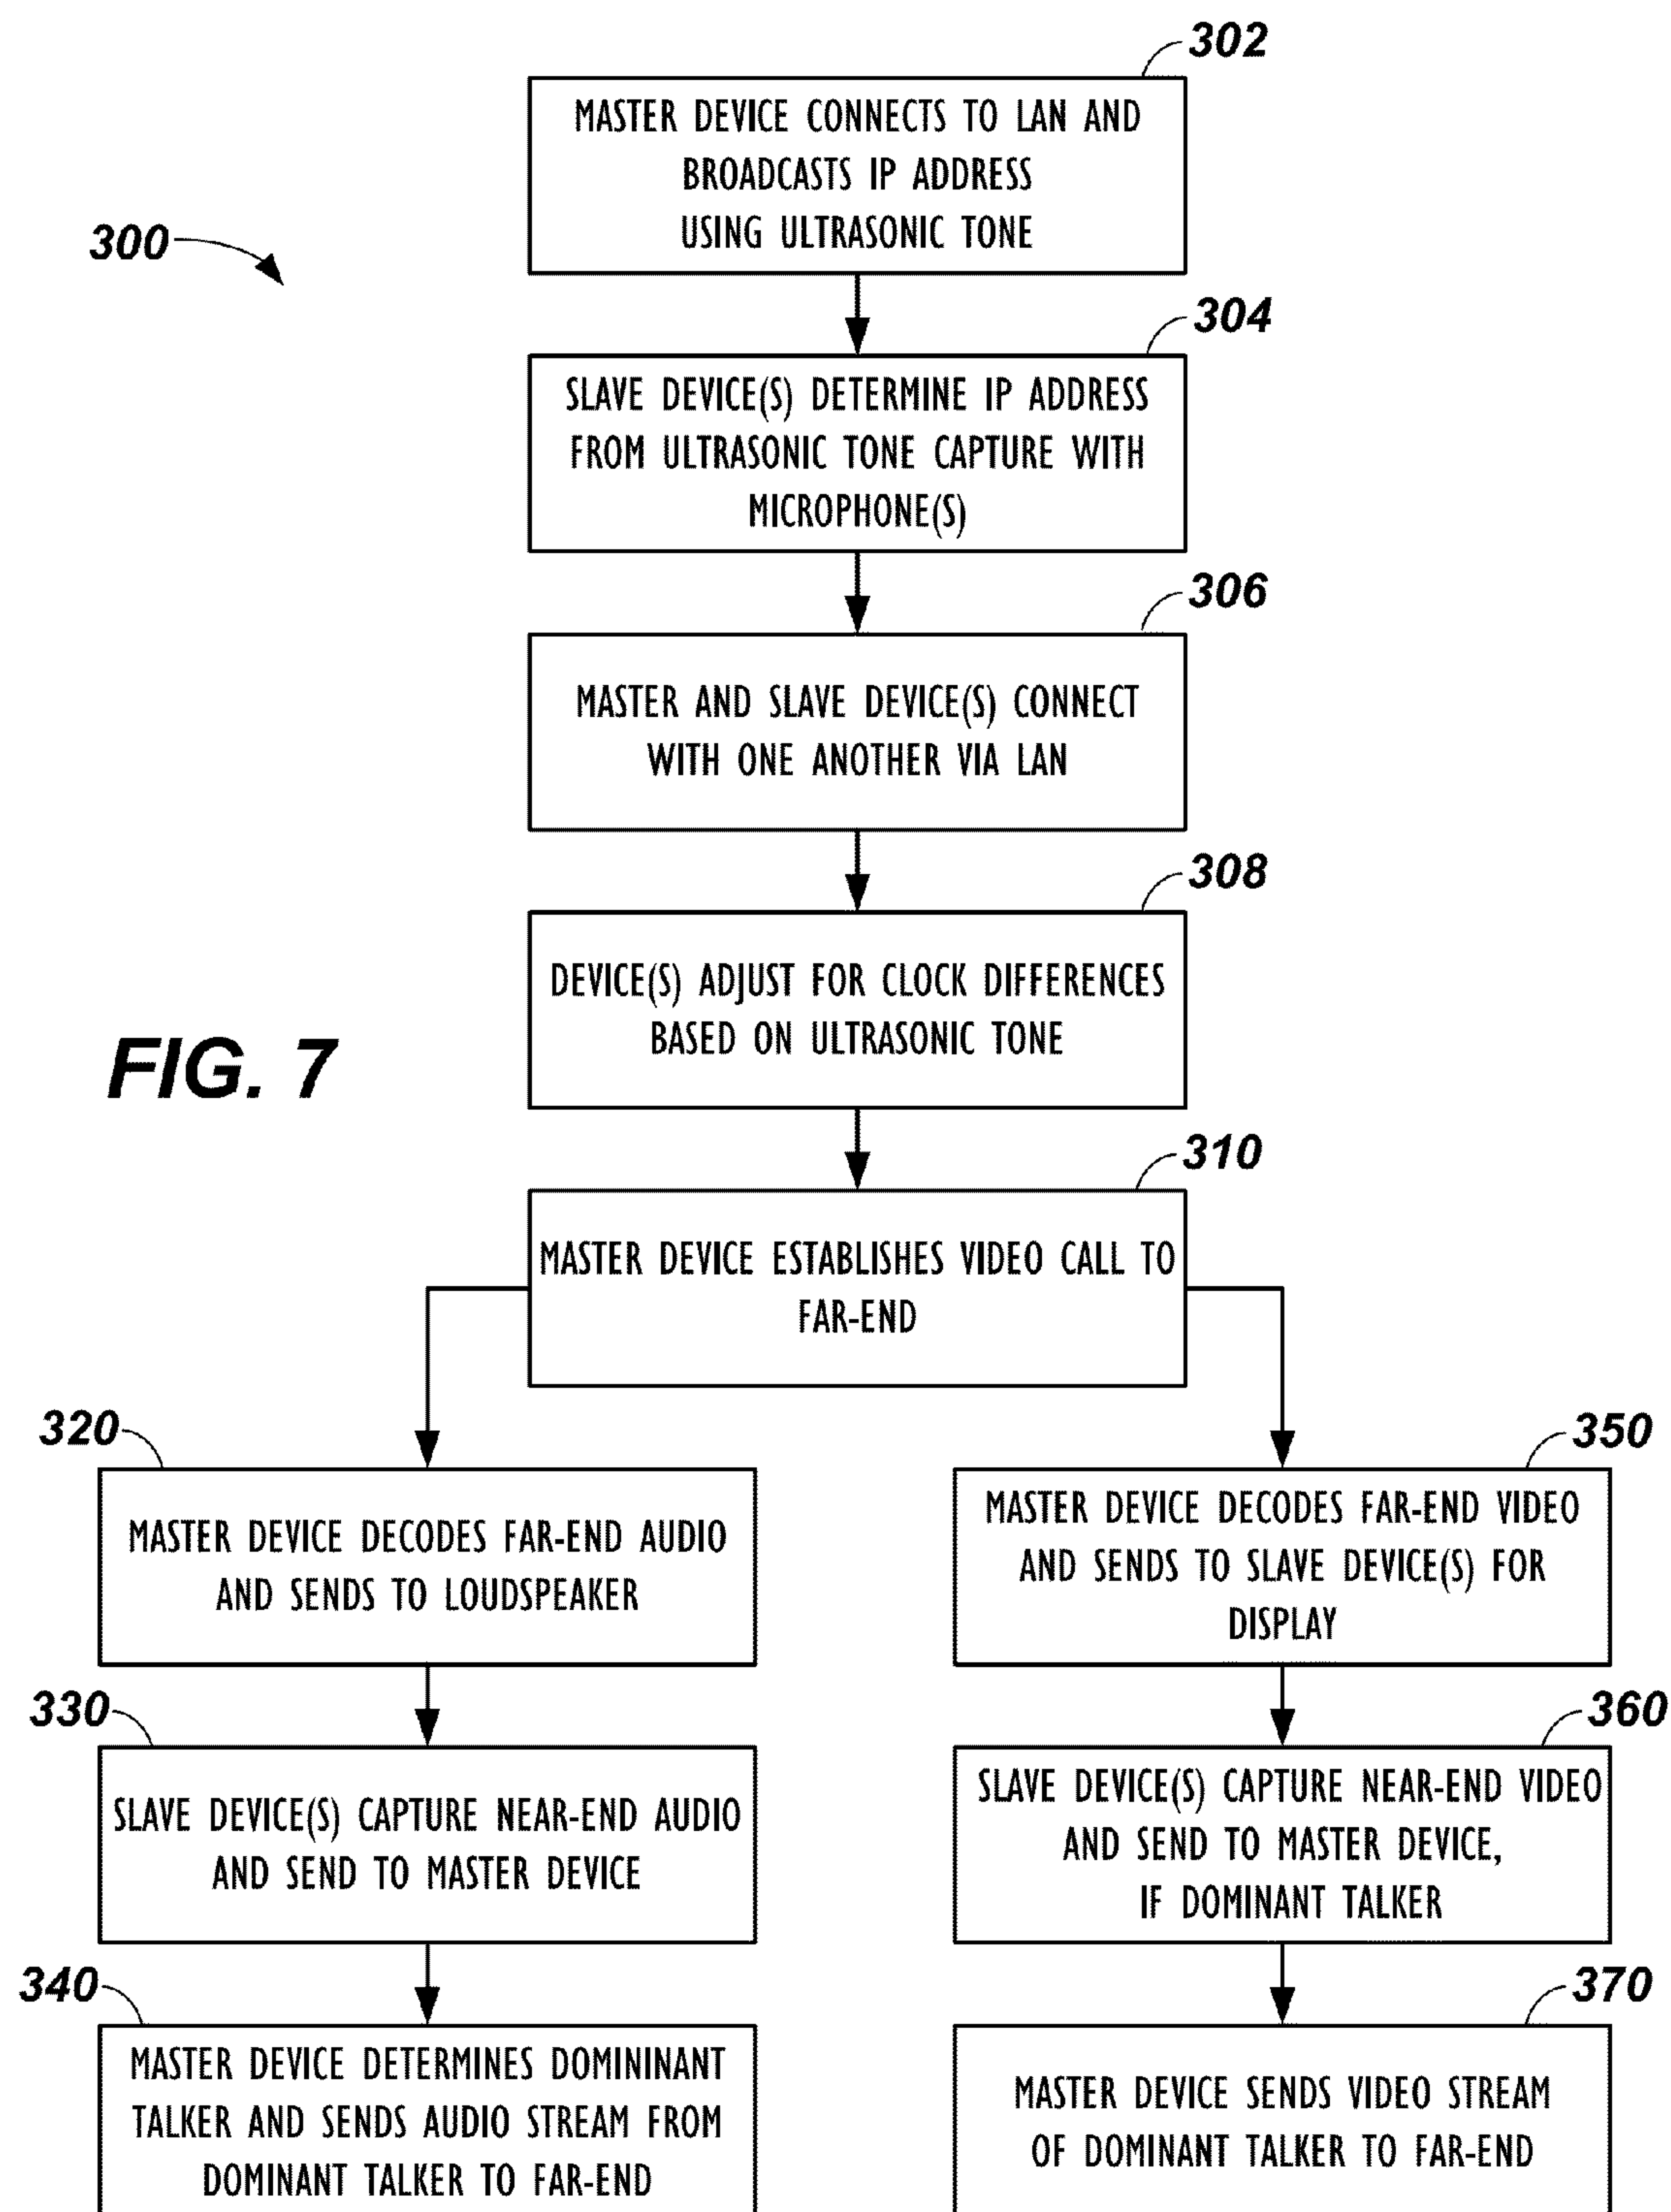 302
MASTER DEVICE CONNECTS TO LAN AND
BROADCASTS IP ADDRESS
USING ULTRASONIC TONE
300
304
SLAVE DEVICE(S) DETERMINE IP ADDRESS
FROM ULTRASONIC TONE CAPTURE WITH
MICROPHONE(S)
306
MASTER AND SLAVE DEVICE(S) CONNECT
WITH ONE ANOTHER VIA LAN
308
DEVICE(S) ADJUST FOR CLOCK DIFFERENCES
BASED ON ULTRASONIC TONE
FIG. 7
310
MASTER DEVICE ESTABLISHES VIDEO CALL TO
FAR-END
320
MASTER DEVICE DECODES FAR-END AUDIO
AND SENDS TO LOUDSPEAKER
330
SLAVE DEVICE(S) CAPTURE NEAR-END AUDIO
AND SEND TO MASTER DEVICE
340
MASTER DEVICE DETERMINES DOMININANT
TALKER AND SENDS AUDIO STREAM FROM
DOMINANT TALKER TO FAR-END
350
MASTER DEVICE DECODES FAR-END VIDEO
AND SENDS TO SLAVE DEVICE(S) FOR
DISPLAY
360
SLAVE DEVICE(S) CAPTURE NEAR-END VIDEO
AND SEND TO MASTER DEVICE,
IF DOMINANT TALKER
370
MASTER DEVICE SENDS VIDEO STREAM
OF DOMINANT TALKER TO FAR-END